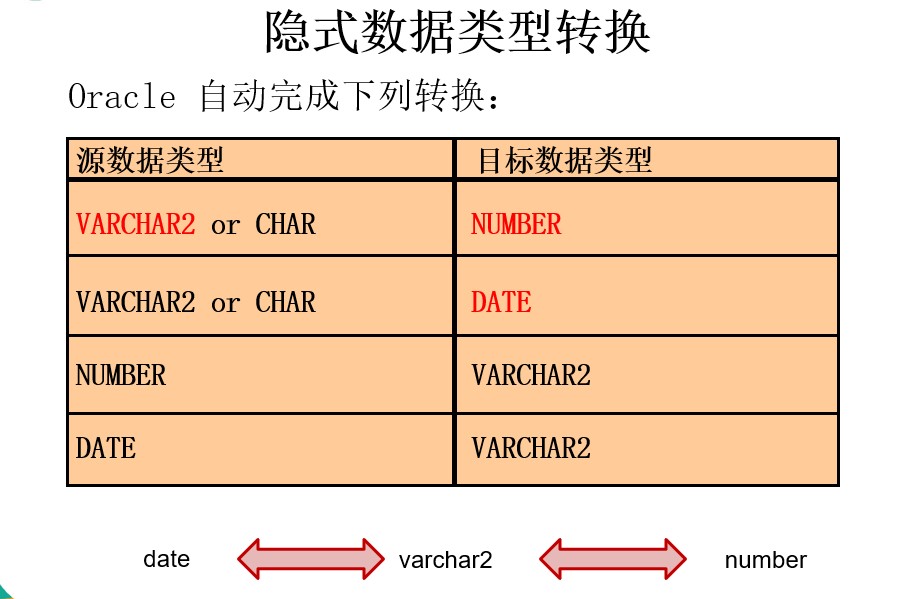 隐式数据类型转换
Oracle 自动完成下列转换：
源数据类型 目标数据类型
VARCHAR2 or CHAR NUMBER
VARCHAR2 or CHAR DATE
NUMBER VARCHAR2
DATE VARCHAR2
date varchar2 number